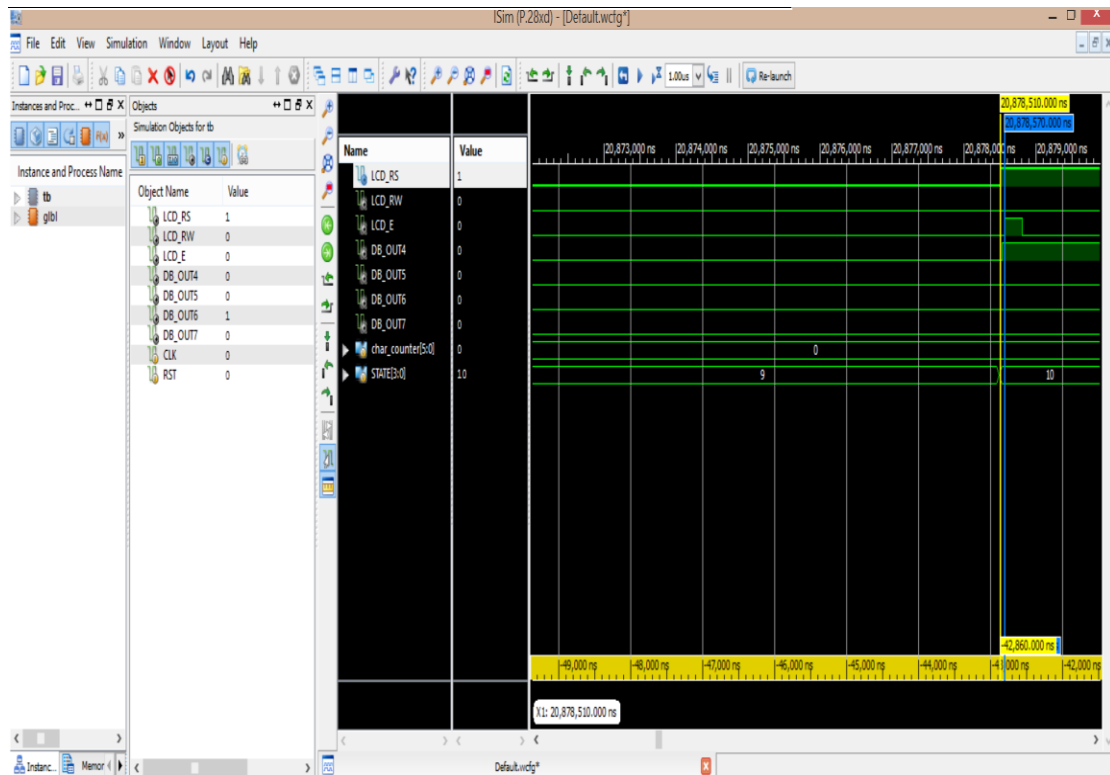 ISim (P.28xd) - [Default.wcfg*]
File Edit View Simulation Window Layout Help
1.00us
Re-launch
Instances and Proc...
Instance and Process Name
tb
glbl
Instanc...
Memor
Objects
Simulation Objects for tb
Object Name Value
LCD_RS 1
LCD_RW 0
LCD_E 0
DB_OUT4 0
DB_OUT5 0
DB_OUT6 1
DB_OUT7 0
CLK 0
RST 0
Name Value
LCD_RS 1
LCD_RW 0
LCD_E 0
DB_OUT4 0
DB_OUT5 0
DB_OUT6 0
DB_OUT7 0
char_counter[5:0] 0
STATE[3:0] 10
20,878,510.000 ns
20,878,570.000 ns
20,873,000 ns 20,874,000 ns 20,875,000 ns 20,876,000 ns 20,877,000 ns 20,878,000 ns 20,879,000 ns
0
9 10
-42,860.000 ns
-49,000 ns -48,000 ns -47,000 ns -46,000 ns -45,000 ns -44,000 ns -42,000 ns
X1: 20,878,510.000 ns
Default.wcfg*